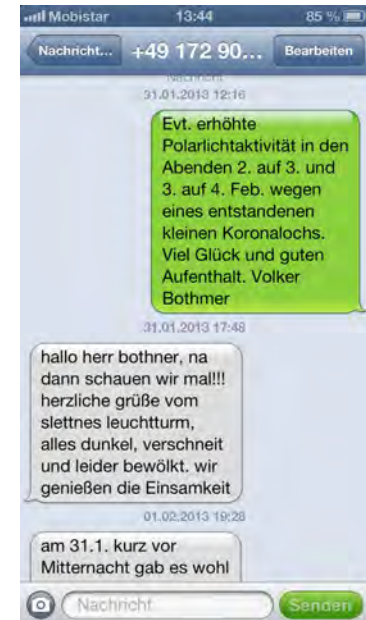 Mobistar 13:44 85 %
Nachricht... +49 172 90... Bearbeiten
Nachricht
31.01.2013 12:16
Evt. erhöhte
Polarlichtaktivität in den
Abenden 2. auf 3. und
3. auf 4. Feb. wegen
eines entstandenen
kleinen Koronalochs.
Viel Glück und guten
Aufenthalt. Volker
Bothmer
31.01.2013 17:48
hallo herr bothner, na
dann schauen wir mal!!!
herzliche grüße vom
slettnes leuchtturm,
alles dunkel, verschneit
und leider bewölkt. wir
genießen die Einsamkeit
01.02.2013 19:28
am 31.1. kurz vor
Mitternacht gab es wohl
Nachricht Senden